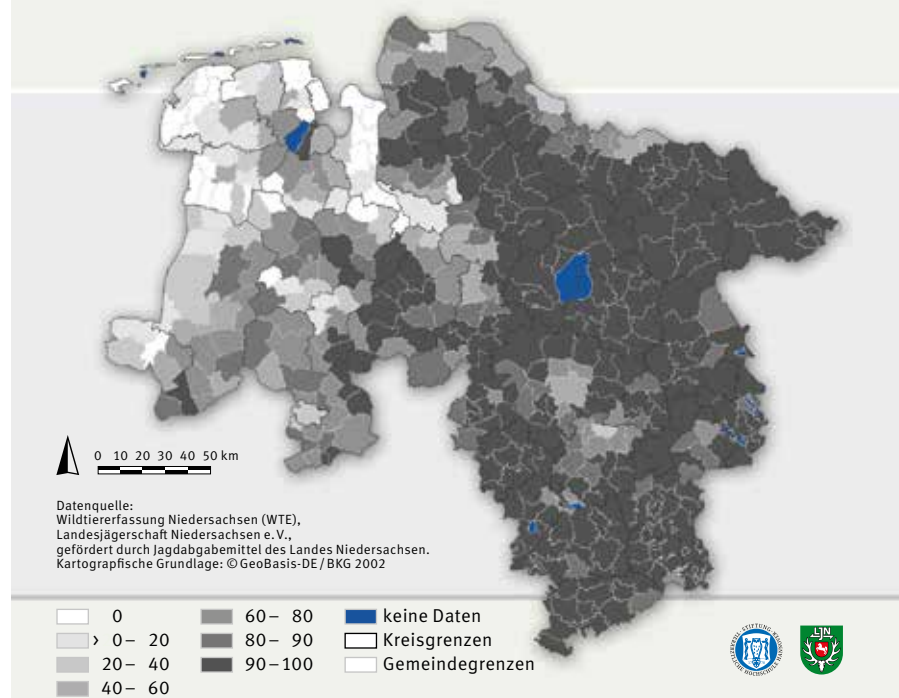 0 10 20 30 40 50 km
Datenquelle:
Wildtiererfassung Niedersachsen (WTE),
Landesjägerschaft Niedersachsen e. V.,
gefördert durch Jagdabgabemittel des Landes Niedersachsen.
Kartografische Grundlage: © GeoBasis-DE / BKG 2002
0
> 0 – 20
20 – 40
40 – 60
60 – 80
80 – 90
90 – 100
keine Daten
Kreisgrenzen
Gemeindegrenzen
LJN